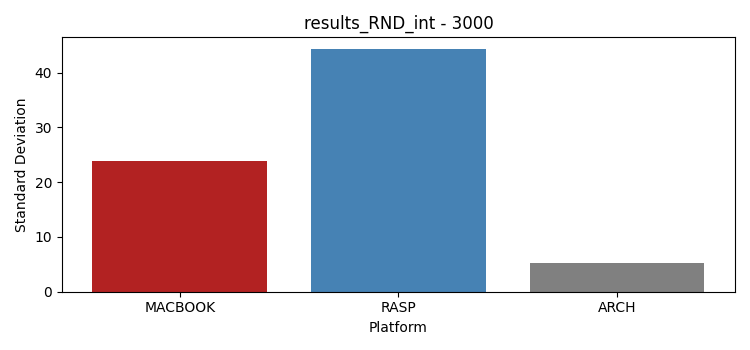 results_RND_int - 3000
Standard Deviation
40
30
20
10
0
MACBOOK RASP ARCH
Platform